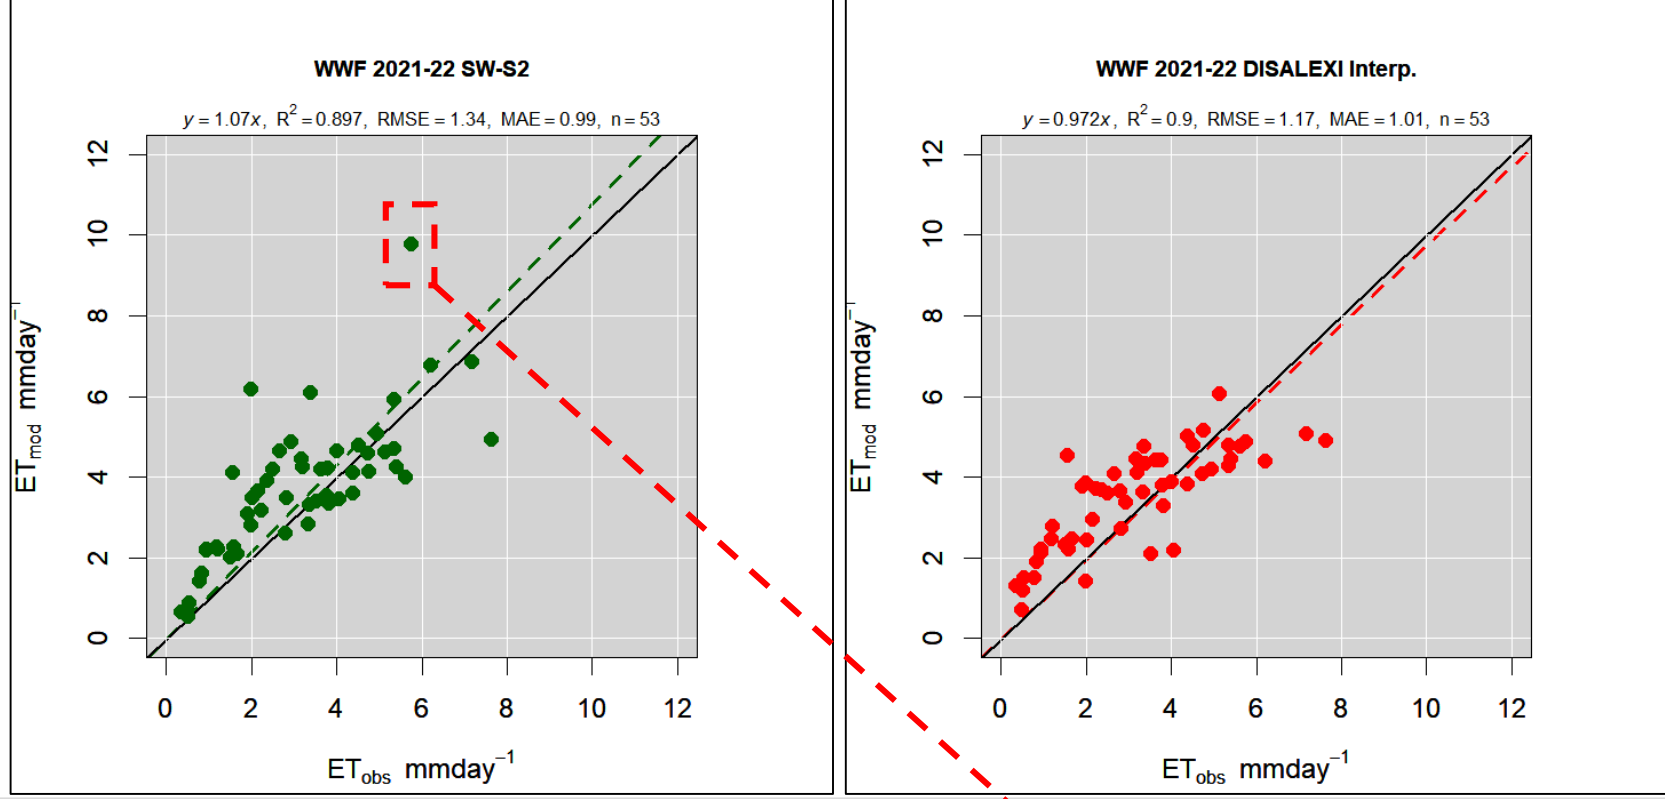 WWF 2021-22 SW-S2
y = 1.07x, R² = 0.897, RMSE = 1.34, MAE = 0.99, n = 53
12
10
8
6
4
2
0
ETmod mmday⁻¹
0 2 4 6 8 10 12
ETobs mmday⁻¹
WWF 2021-22 DISALEXI Interp.
y = 0.972x, R² = 0.9, RMSE = 1.17, MAE = 1.01, n = 53
12
10
8
6
4
2
0
ETmod mmday⁻¹
0 2 4 6 8 10 12
ETobs mmday⁻¹